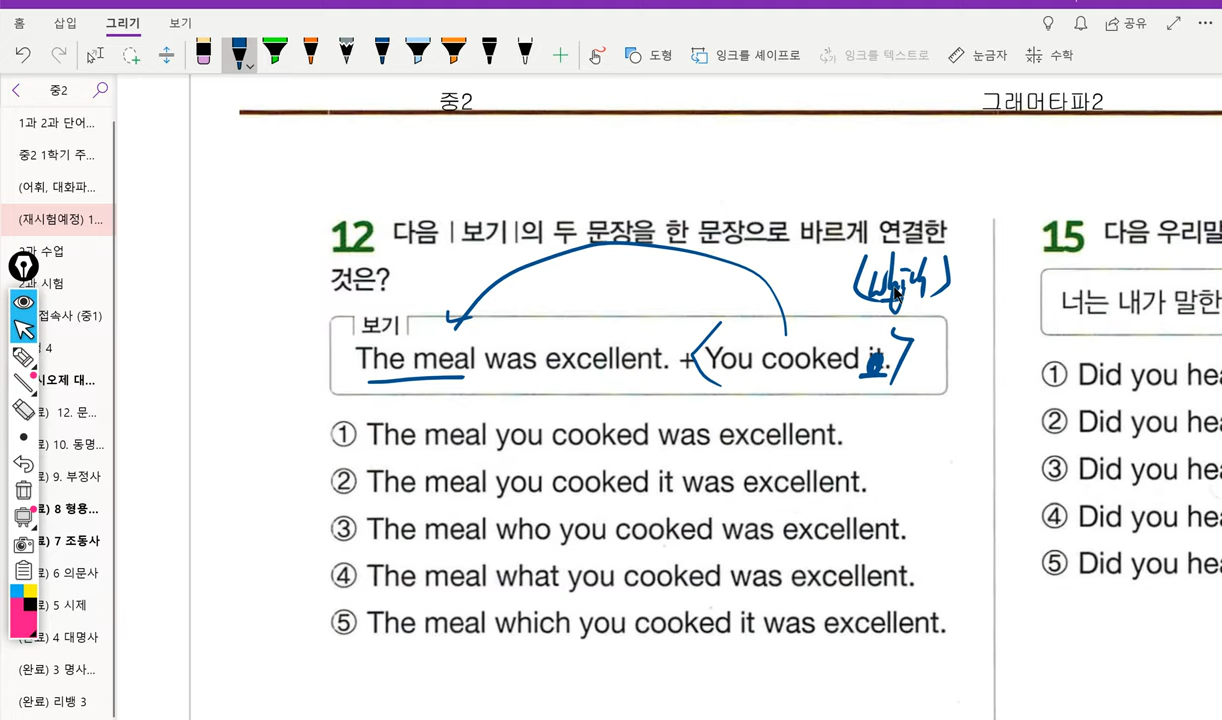 홈 삽입 그리기 보기
공유
도형 잉크를 셰이프로 잉크를 텍스트로 눈금자 수학
중2
1과 2과 단어...
중2 1학기 주...
(어휘, 대화파...
(재시험예정) 1...
수업
2과 시험
접속사 (중1)
4
시오제 대...
12. 문...
10. 동명...
9. 부정사
8 형용...
7 조동사
6 의문사
5 시제
4 대명사
(완료) 3 명사...
(완료) 리뱅 3
중2 그래머타파2
12 다음 | 보기 |의 두 문장을 한 문장으로 바르게 연결한
것은?
(which)
보기
The meal was excellent. + <You cooked it.>
① The meal you cooked was excellent.
② The meal you cooked it was excellent.
③ The meal who you cooked was excellent.
④ The meal what you cooked was excellent.
⑤ The meal which you cooked it was excellent.
15 다음 우리말
너는 내가 말한
① Did you hea
② Did you hea
③ Did you hea
④ Did you hea
⑤ Did you hea